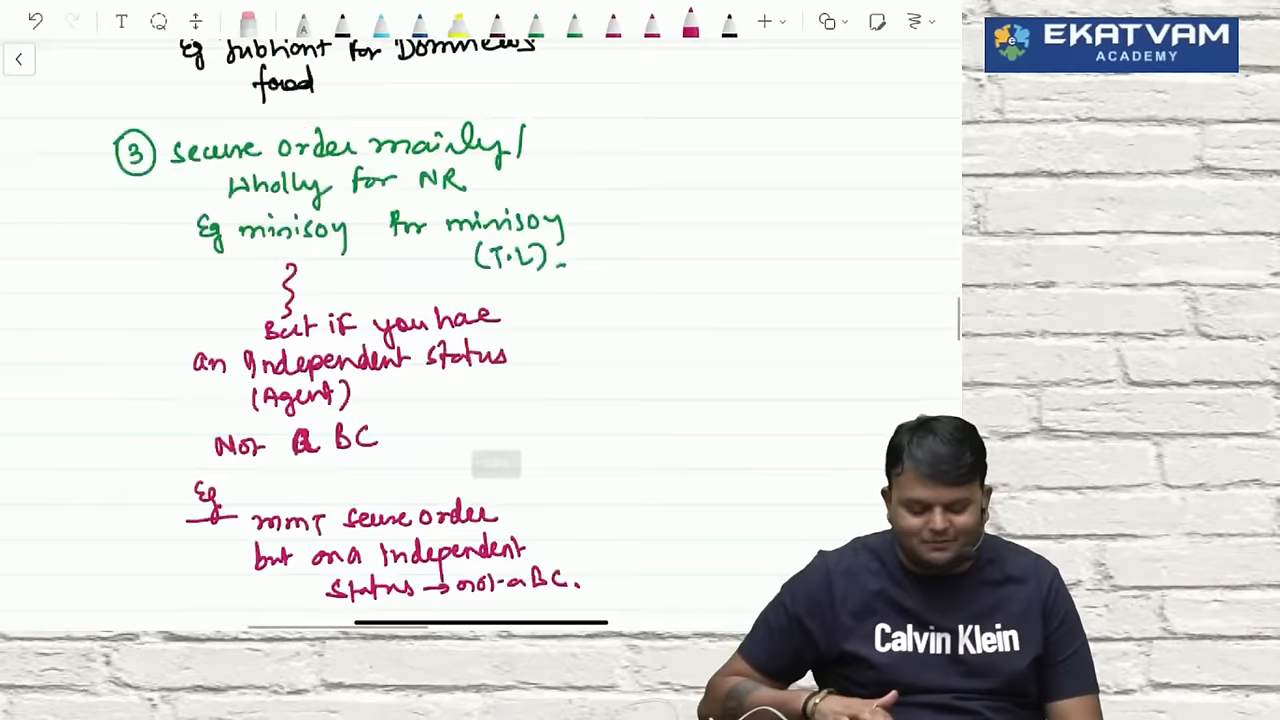 Eg Jubliant for Dominews
food
③ secure order mainly/
wholly for NR
Eg minisoy for minisoy
(T.L)
But if you have
an Independent status
(Agent)
Not a BC
Eg
mmT secure order
but on a Independent
status → not a BC.
EKATVAM
ACADEMY
Calvin Klein
T
A